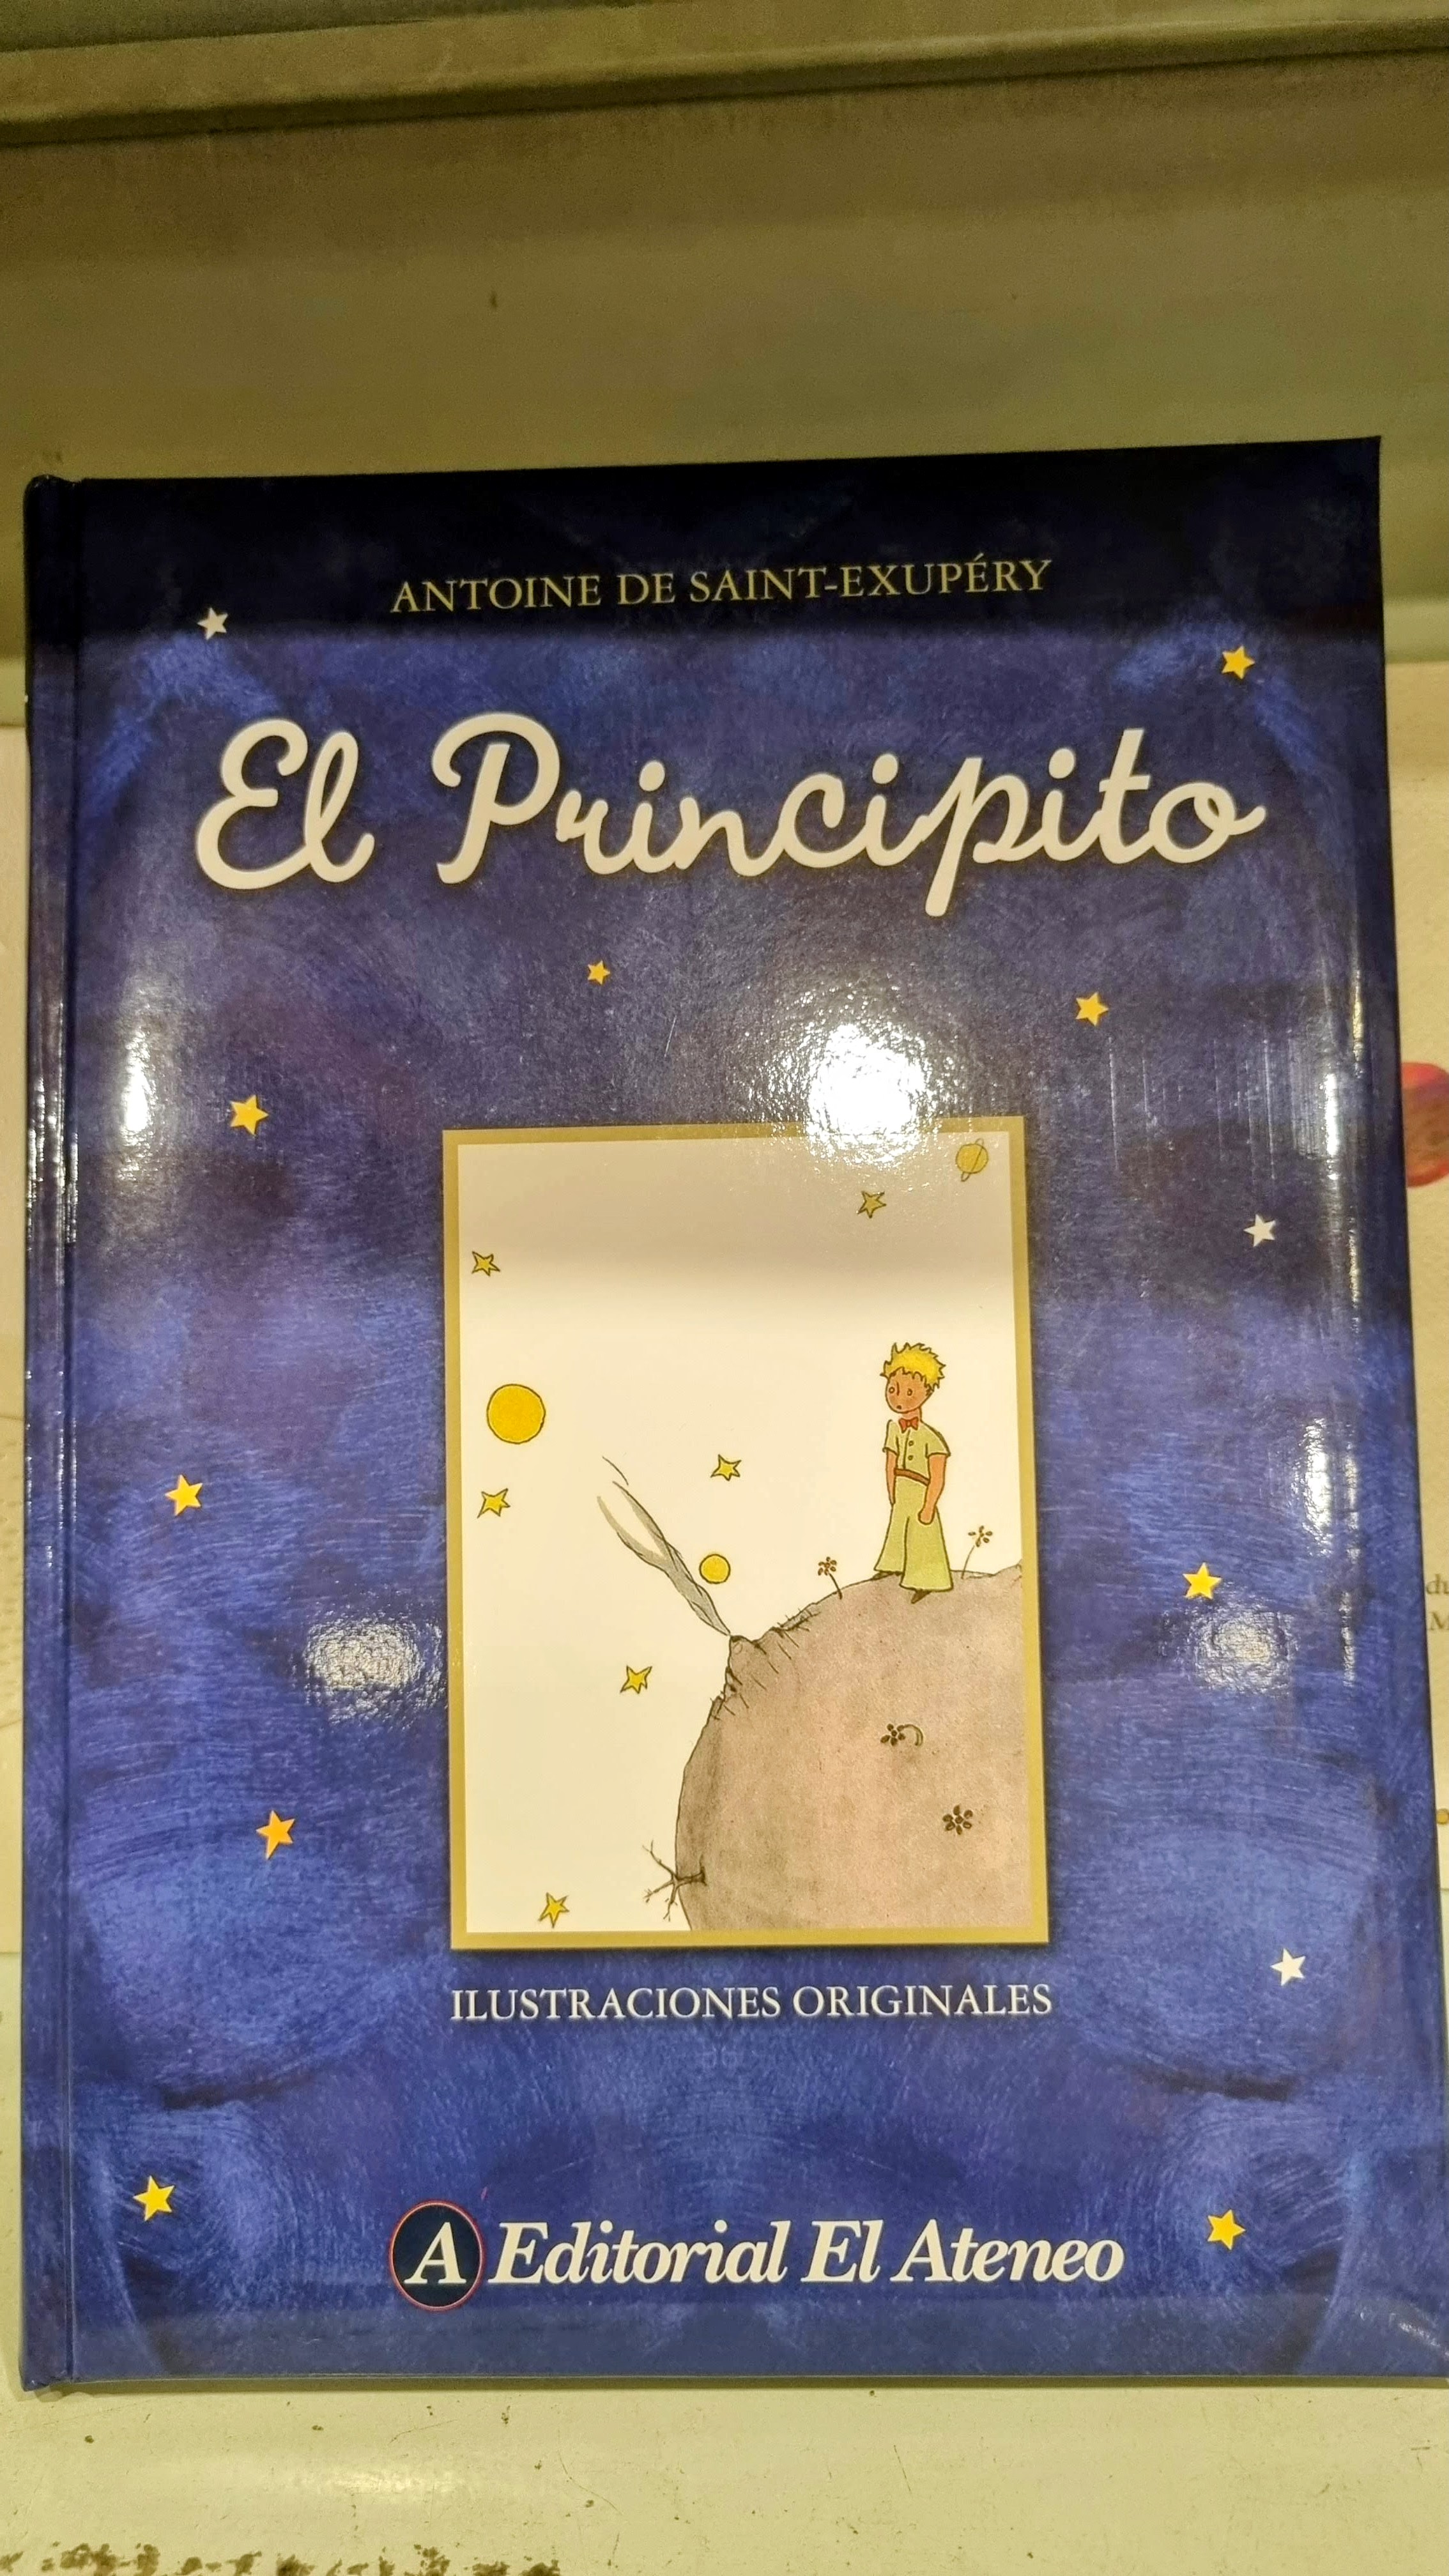 ANTOINE DE SAINT-EXUPÉRY
El Principito
ILUSTRACIONES ORIGINALES
A Editorial El Ateneo